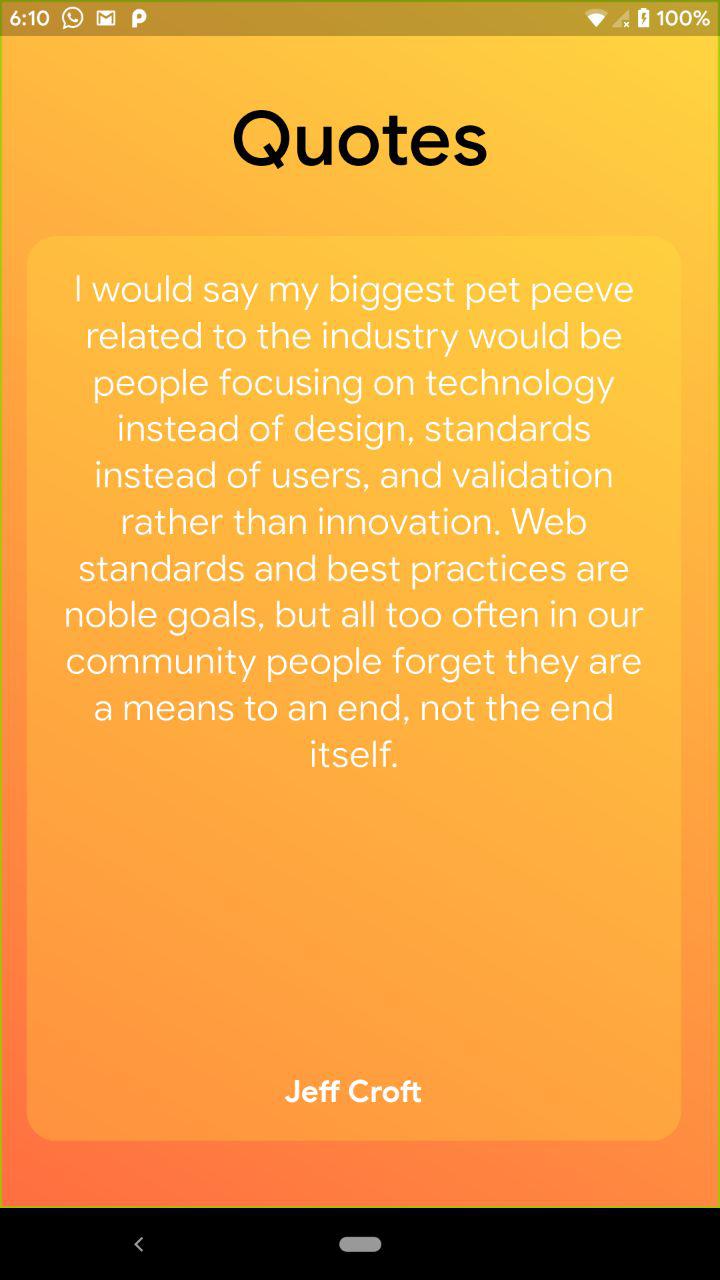 6:10 100%
Quotes
I would say my biggest pet peeve
related to the industry would be
people focusing on technology
instead of design, standards
instead of users, and validation
rather than innovation. Web
standards and best practices are
noble goals, but all too often in our
community people forget they are
a means to an end, not the end
itself.
Jeff Croft